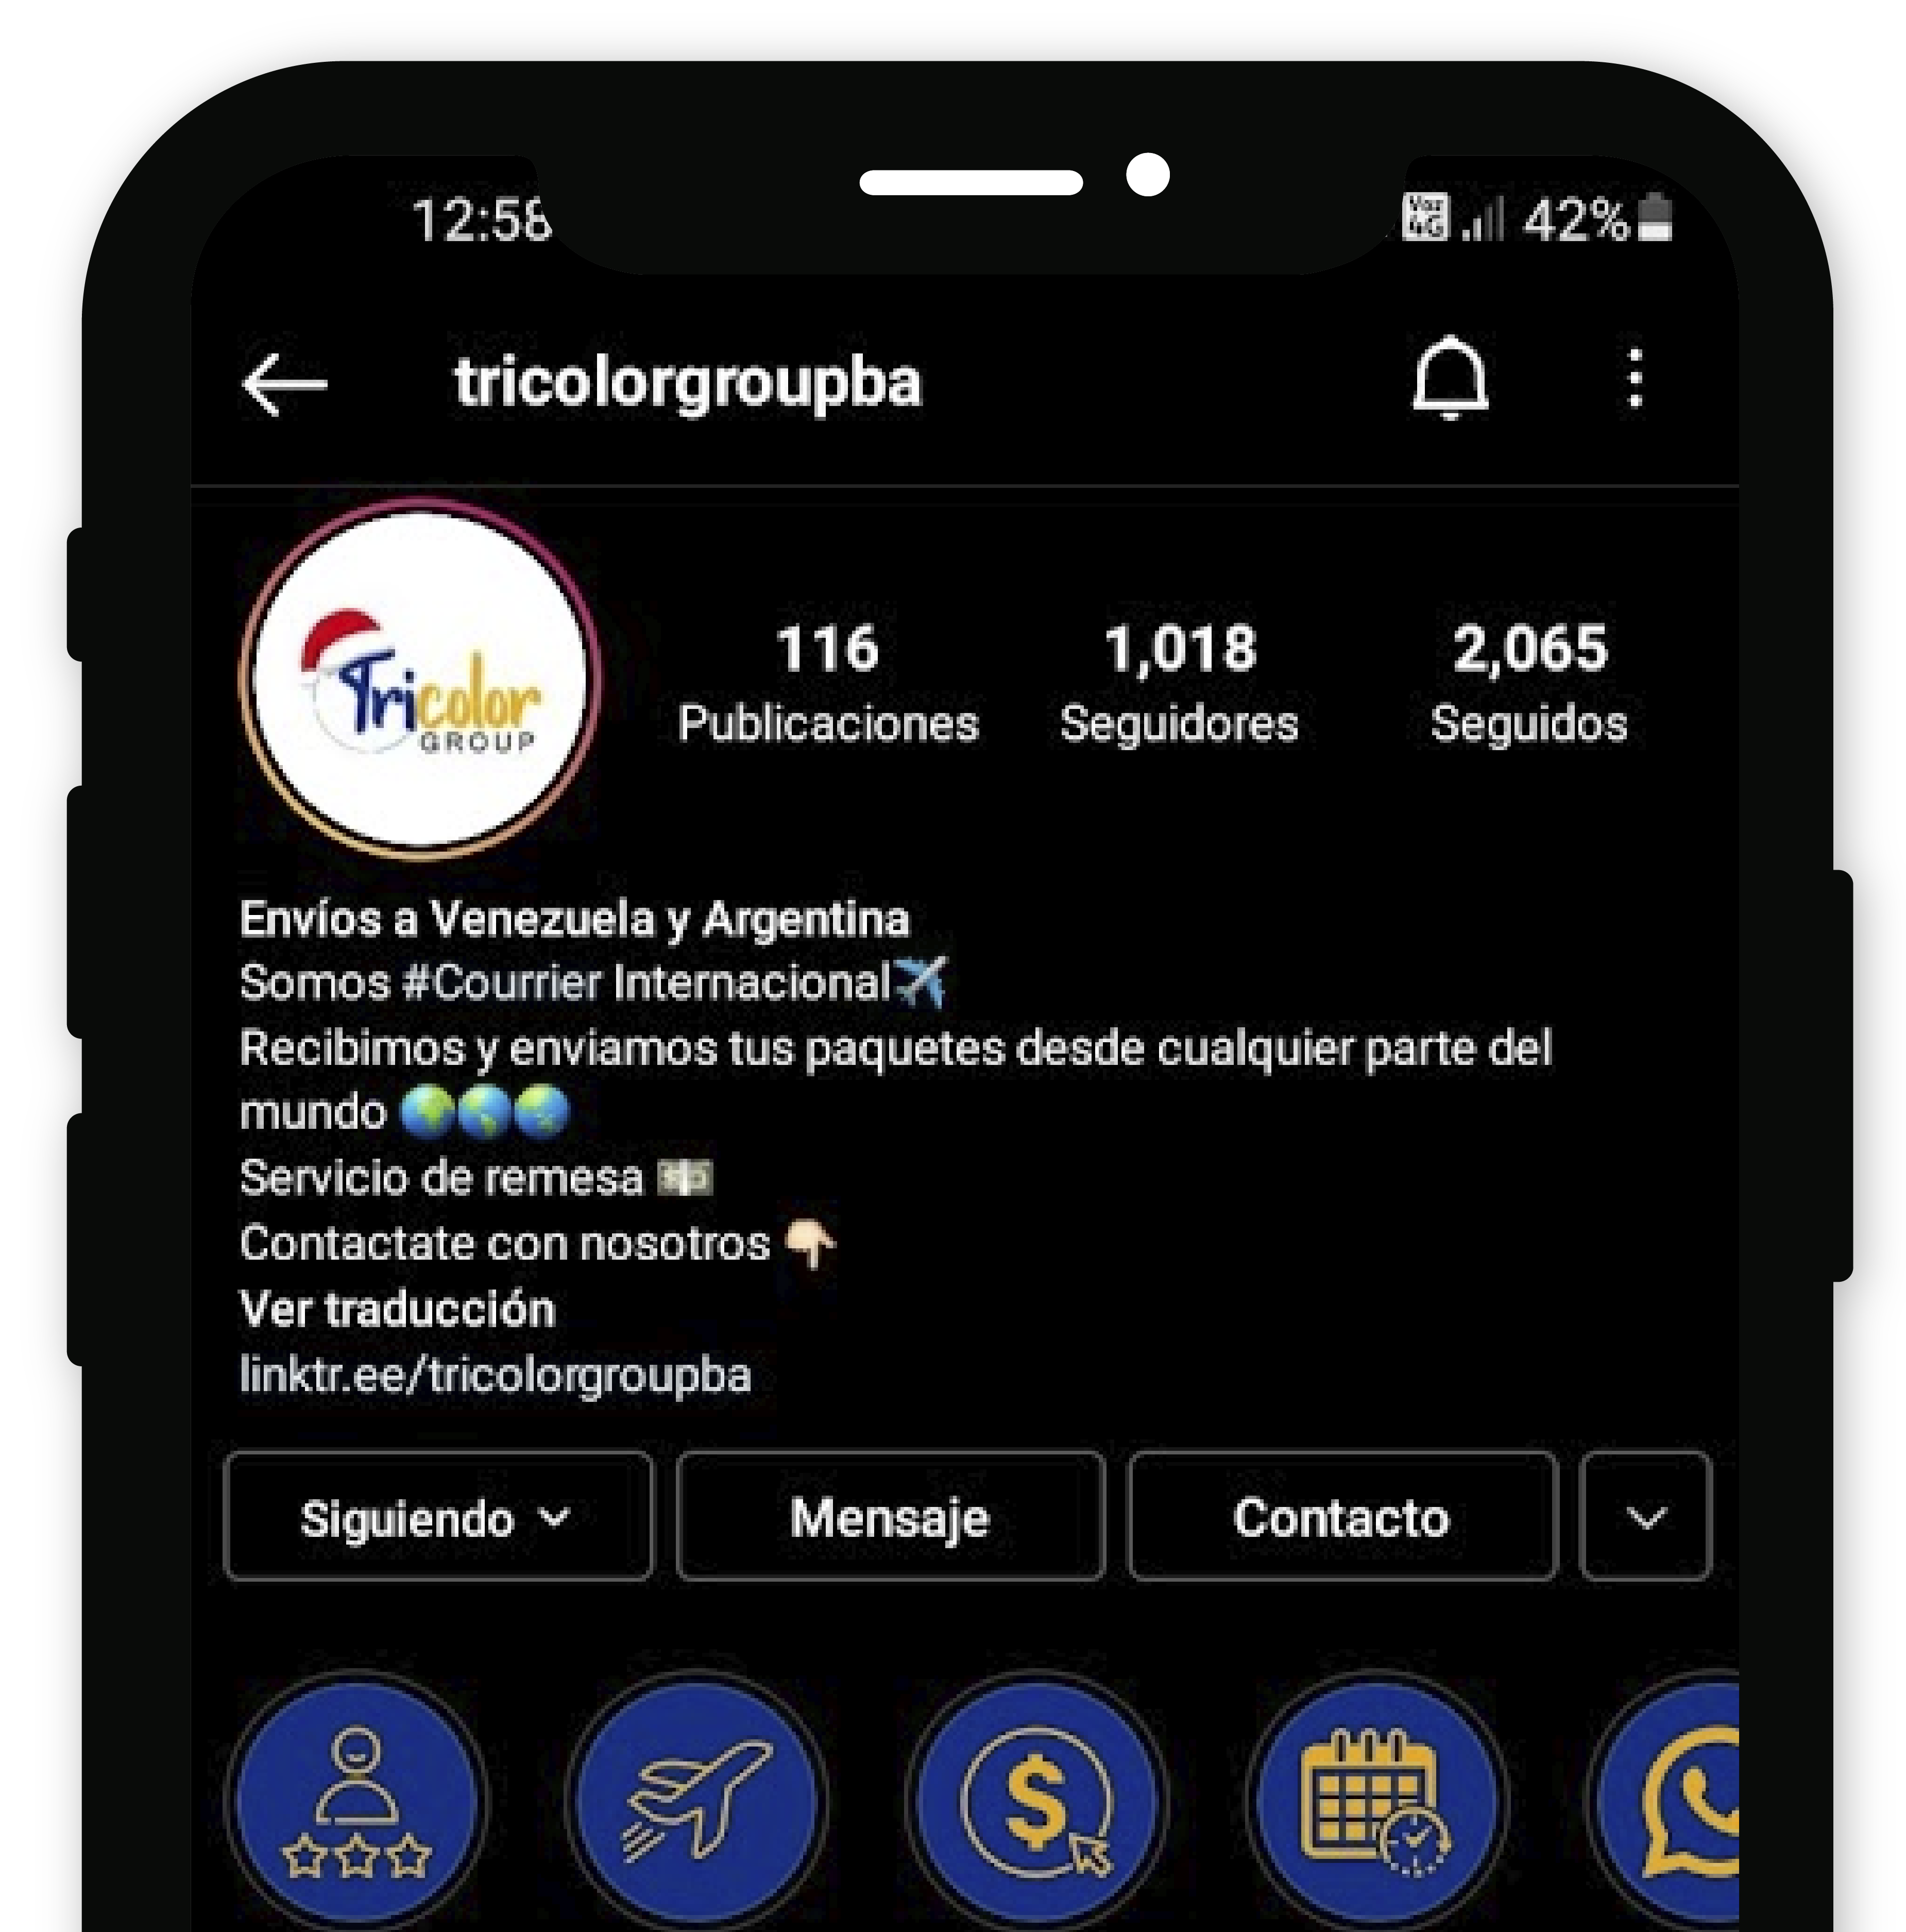 12:58
42%
tricolorgroupba
Tricolor
GROUP
116
Publicaciones
1,018
Seguidores
2,065
Seguidos
Envíos a Venezuela y Argentina
Somos #Courrier Internacional
Recibimos y enviamos tus paquetes desde cualquier parte del
mundo
Servicio de remesa
Contactate con nosotros
Ver traducción
linktr.ee/tricolorgroupba
Siguiendo
Mensaje
Contacto
$